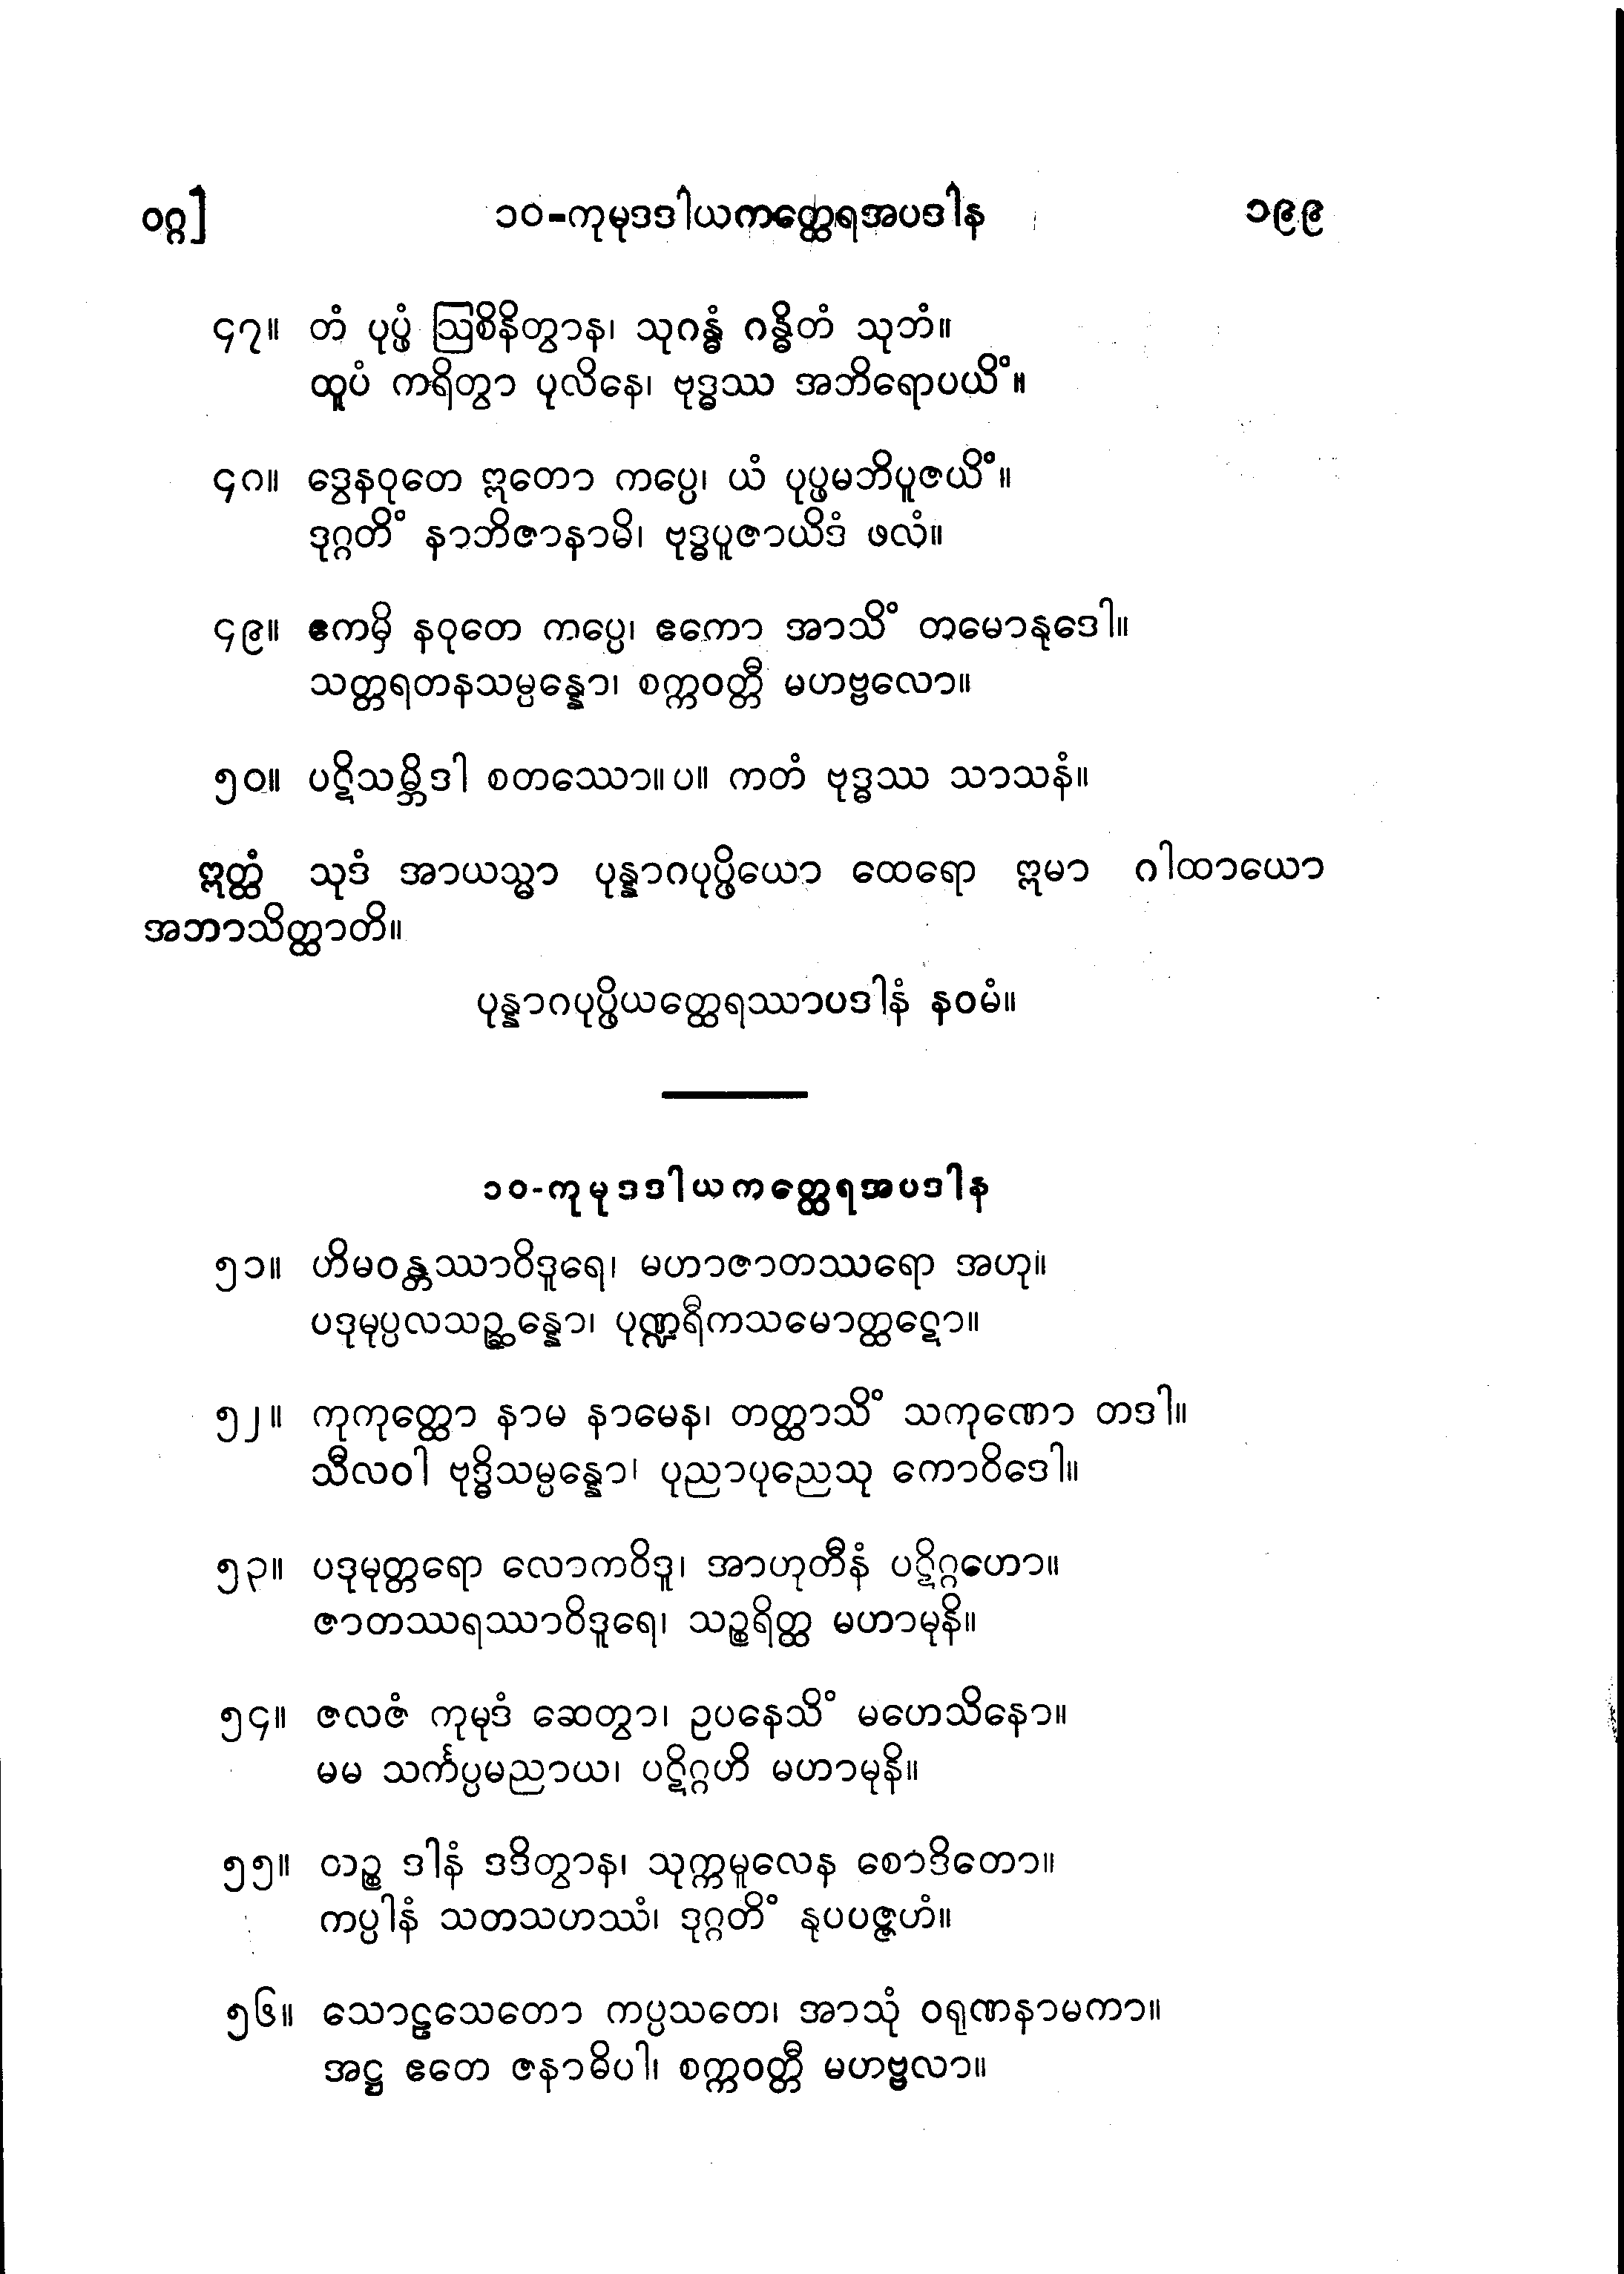 ဝဂ္ဂ]
၁၀-ကုမုဒဒါယကတ္ထေရအပဒါန
၁၉၉
၄၇။ တံ ပုပ္ဖံ ဩစိနိတွာန၊ သုဂန္ဓံ ဂန္ဓိတံ သုဘံ။
ထူပံ ကရိတွာ ပုလိနေ၊ ဗုဒ္ဓဿ အဘိရောပယိံ။
၄၈။ ဒွေနဝုတေ ဣတော ကပ္ပေ၊ ယံ ပုပ္ဖမဘိပူဇယိံ။
ဒုဂ္ဂတိံ နာဘိဇာနာမိ၊ ဗုဒ္ဓပူဇာယိဒံ ဖလံ။
၄၉။ ဧကမှိ နဝုတေ ကပ္ပေ၊ ဧကော အာသိံ တမောနုဒေါ။
သတ္တရတနသမ္ပန္နော၊ စက္ကဝတ္တီ မဟဗ္ဗလော။
၅၀။ ပဋိသမ္ဘိဒါ စတဿော။ပ။ ကတံ ဗုဒ္ဓဿ သာသနံ။
ဣတ္ထံ သုဒံ အာယသ္မာ ပုန္နာဂပုပ္ဖိယော ထေရော ဣမာ ဂါထာယော
အဘာသိတ္ထာတိ။
ပုန္နာဂပုပ္ဖိယတ္ထေရဿာပဒါနံ နဝမံ။
၁၀-ကုမုဒဒါယကတ္ထေရအပဒါန
၅၁။ ဟိမဝန္တဿာဝိဒူရေ၊ မဟာဇာတဿရော အဟု။
ပဒုမုပ္ပလသဉ္ဆန္နော၊ ပုဏ္ဍရီကသမောတ္ထဋော။
၅၂။ ကုကုတ္ထော နာမ နာမေန၊ တတ္ထာသိံ သကုဏော တဒါ။
သီလဝါ ဗုဒ္ဓိသမ္ပန္နော၊ ပုညာပုညေသု ကောဝိဒေါ။
၅၃။ ပဒုမုတ္တရော လောကဝိဒူ၊ အာဟုတီနံ ပဋိဂ္ဂဟော။
ဇာတဿရဿာဝိဒူရေ၊ သဉ္စရိတ္ထ မဟာမုနိ။
၅၄။ ဇလဇံ ကုမုဒံ ဆေတွာ၊ ဥပနေသိံ မဟေသိနော။
မမ သင်္ကပ္ပမညာယ၊ ပဋိဂ္ဂဟိ မဟာမုနိ။
၅၅။ တဉ္စ ဒါနံ ဒဒိတွာန၊ သုက္ကမူလေန စောဒိတော။
ကပ္ပါနံ သတသဟဿံ၊ ဒုဂ္ဂတိံ နုပပဇ္ဇဟံ။
၅၆။ သောဠသေတော ကပ္ပသတေ၊ အာသုံ ဝရုဏနာမကာ။
အဋ္ဌ ဧတေ ဇနာဓိပါ၊ စက္ကဝတ္တီ မဟဗ္ဗလာ။